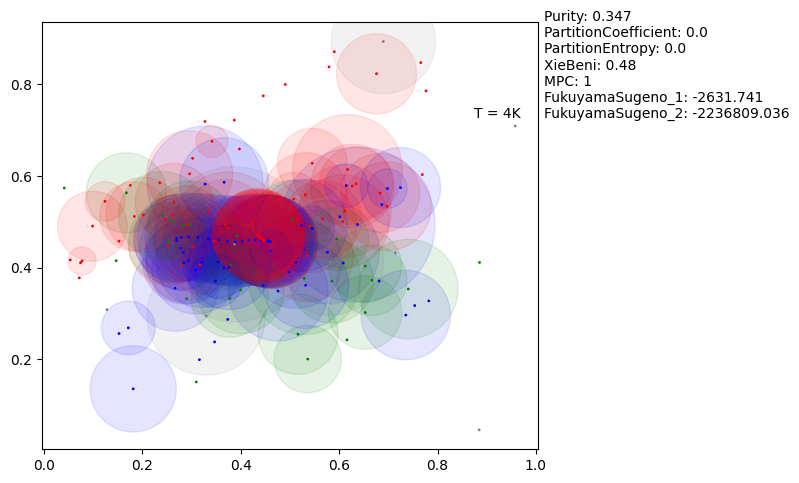 Purity: 0.347
PartitionCoefficient: 0.0
PartitionEntropy: 0.0
XieBeni: 0.48
MPC: 1
FukuyamaSugeno_1: -2631.741
T = 4K FukuyamaSugeno_2: -2236809.036
0.8
0.6
0.4
0.2
0.0 0.2 0.4 0.6 0.8 1.0